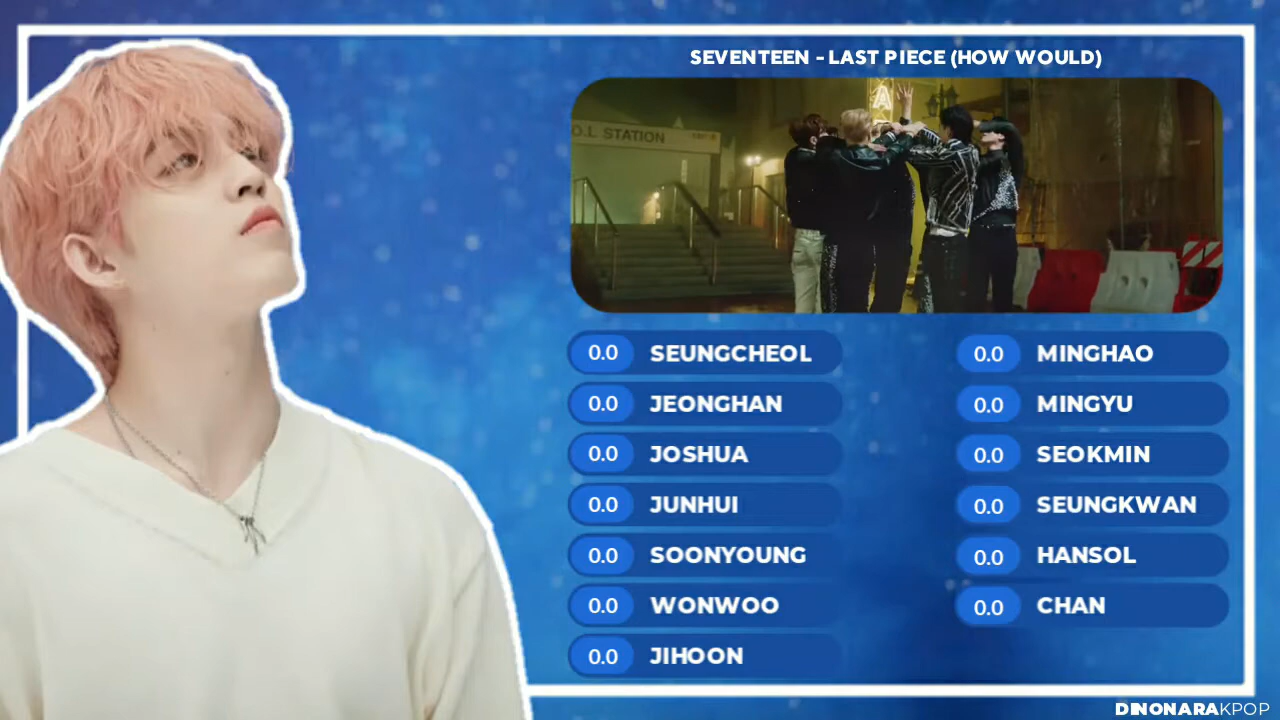 SEVENTEEN - LAST PIECE (HOW WOULD)
A
O.L STATION
0.0 SEUNGCHEOL
0.0 JEONGHAN
0.0 JOSHUA
0.0 JUNHUI
0.0 SOONYOUNG
0.0 WONWOO
0.0 JIHOON
0.0 MINGHAO
0.0 MINGYU
0.0 SEOKMIN
0.0 SEUNGKWAN
0.0 HANSOL
0.0 CHAN
DINONARAKPOP